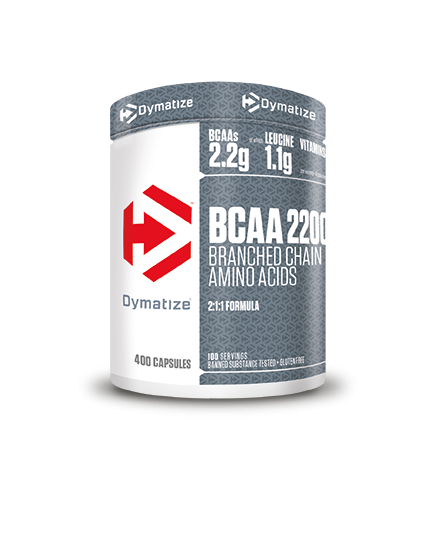 Dymatize Dymatize
BCAAs
2.2g
LEUCINE
1.1g
VITAMINS
BCAA 2200
BRANCHED CHAIN
AMINO ACIDS
2:1:1 FORMULA
Dymatize
400 CAPSULES
100 SERVINGS
BANNED SUBSTANCE TESTED • GLUTEN FREE